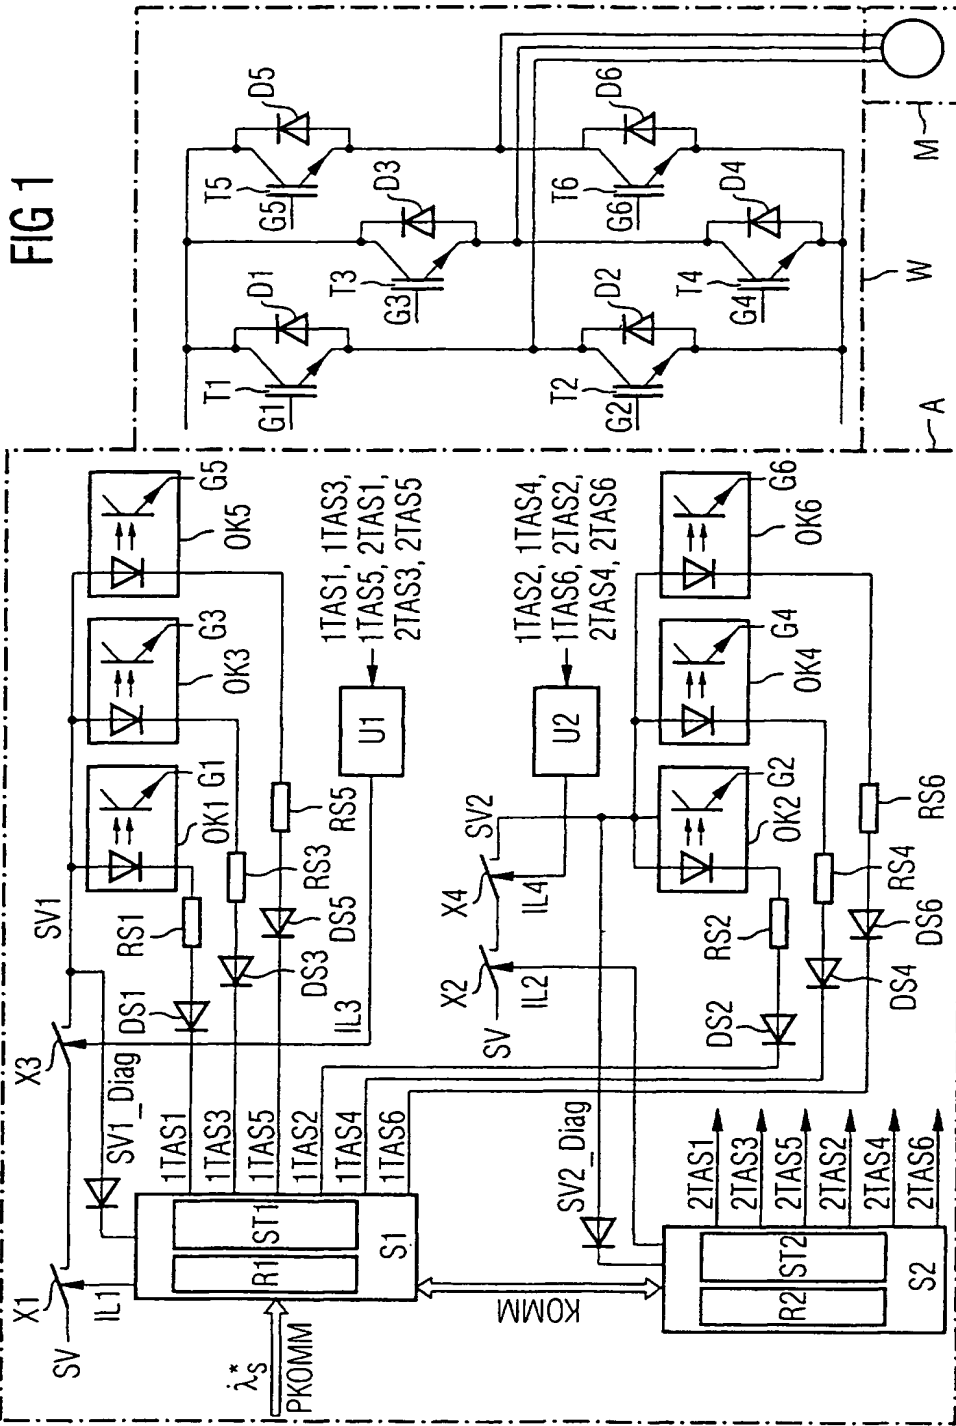 FIG 1
SV
X1
IL1
X3
SV1
SV1_Diag
λ̇*s
PKOMM
R1
ST1
S1
1TAS1
1TAS3
1TAS5
1TAS2
1TAS4
1TAS6
DS1
RS1
DS3
RS3
DS5
RS5
IL3
OK1
G1
OK3
G3
OK5
G5
U1
1TAS1, 1TAS3,
1TAS5, 2TAS1,
2TAS3, 2TAS5
KOMM
SV
X2
IL2
X4
IL4
SV2
U2
1TAS2, 1TAS4,
1TAS6, 2TAS2,
2TAS4, 2TAS6
SV2_Diag
R2
ST2
S2
2TAS1
2TAS3
2TAS5
2TAS2
2TAS4
2TAS6
DS2
RS2
DS4
RS4
DS6
RS6
OK2
G2
OK4
G4
OK6
G6
T1
G1
D1
T3
G3
D3
T5
G5
D5
T2
G2
D2
T4
G4
D4
T6
G6
D6
A
W
M